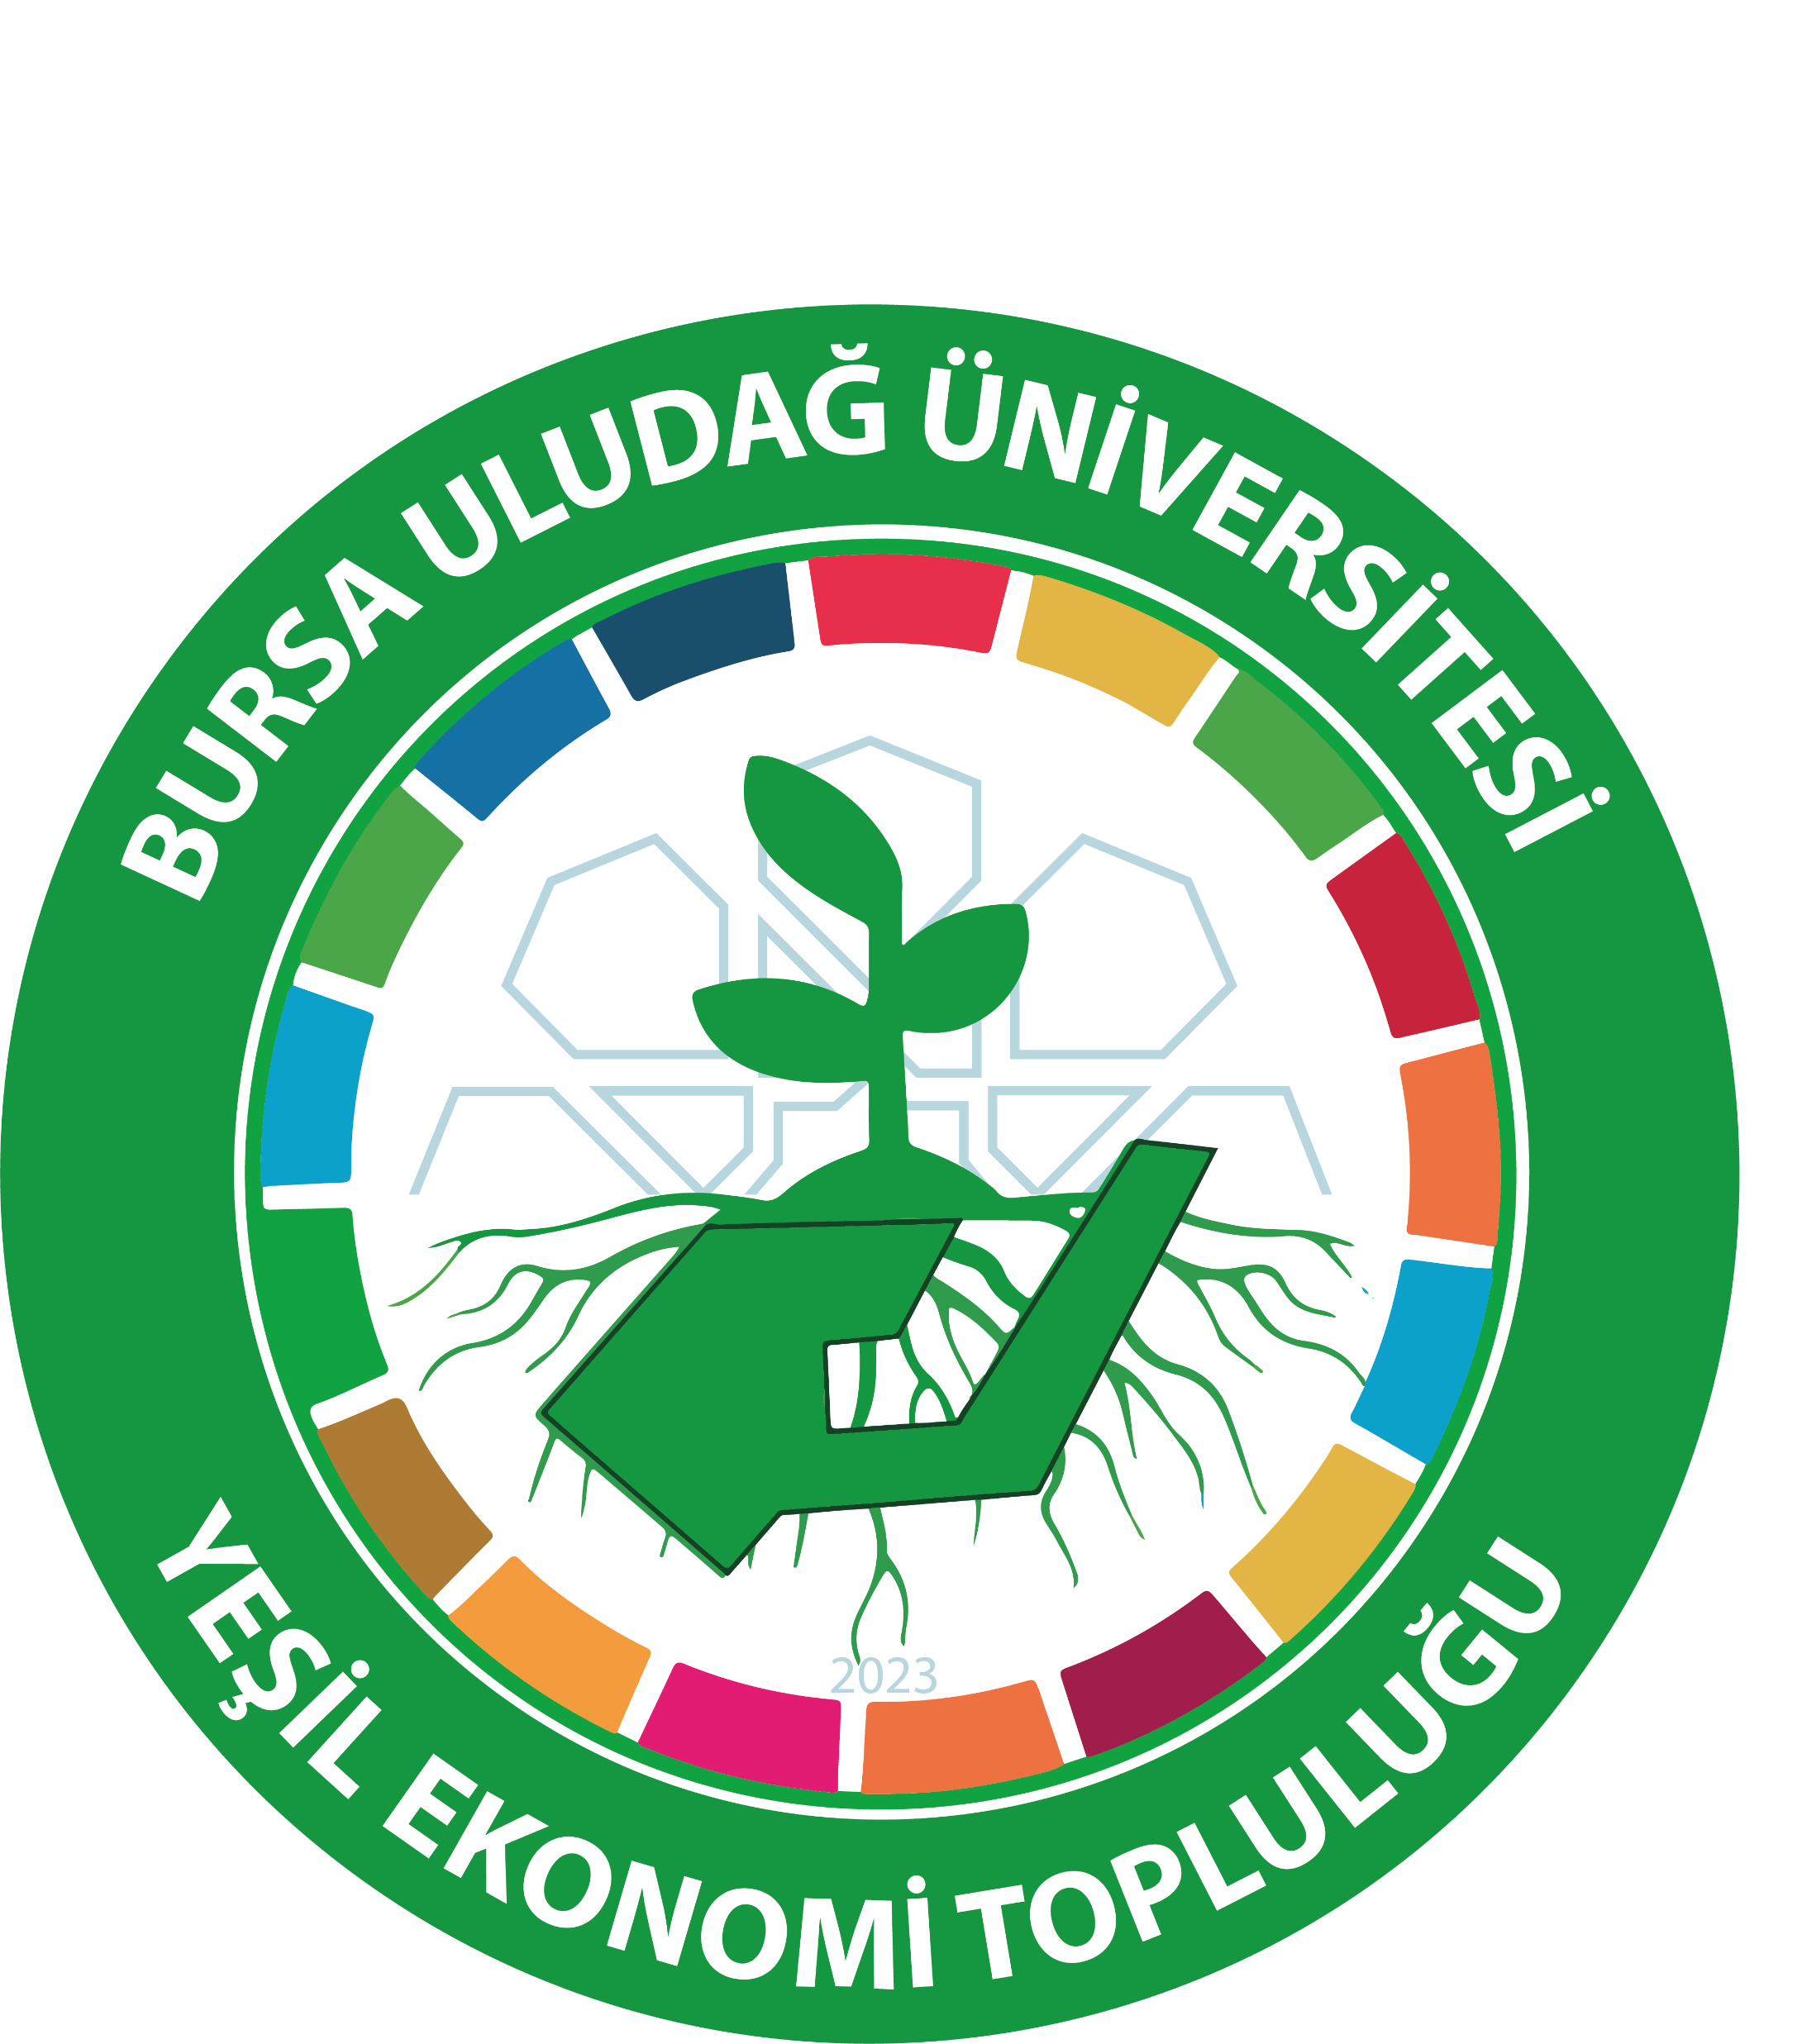 BURSA ULUDAĞ ÜNİVERSİTESİ
2023
YEŞİL EKONOMİ TOPLULUĞU